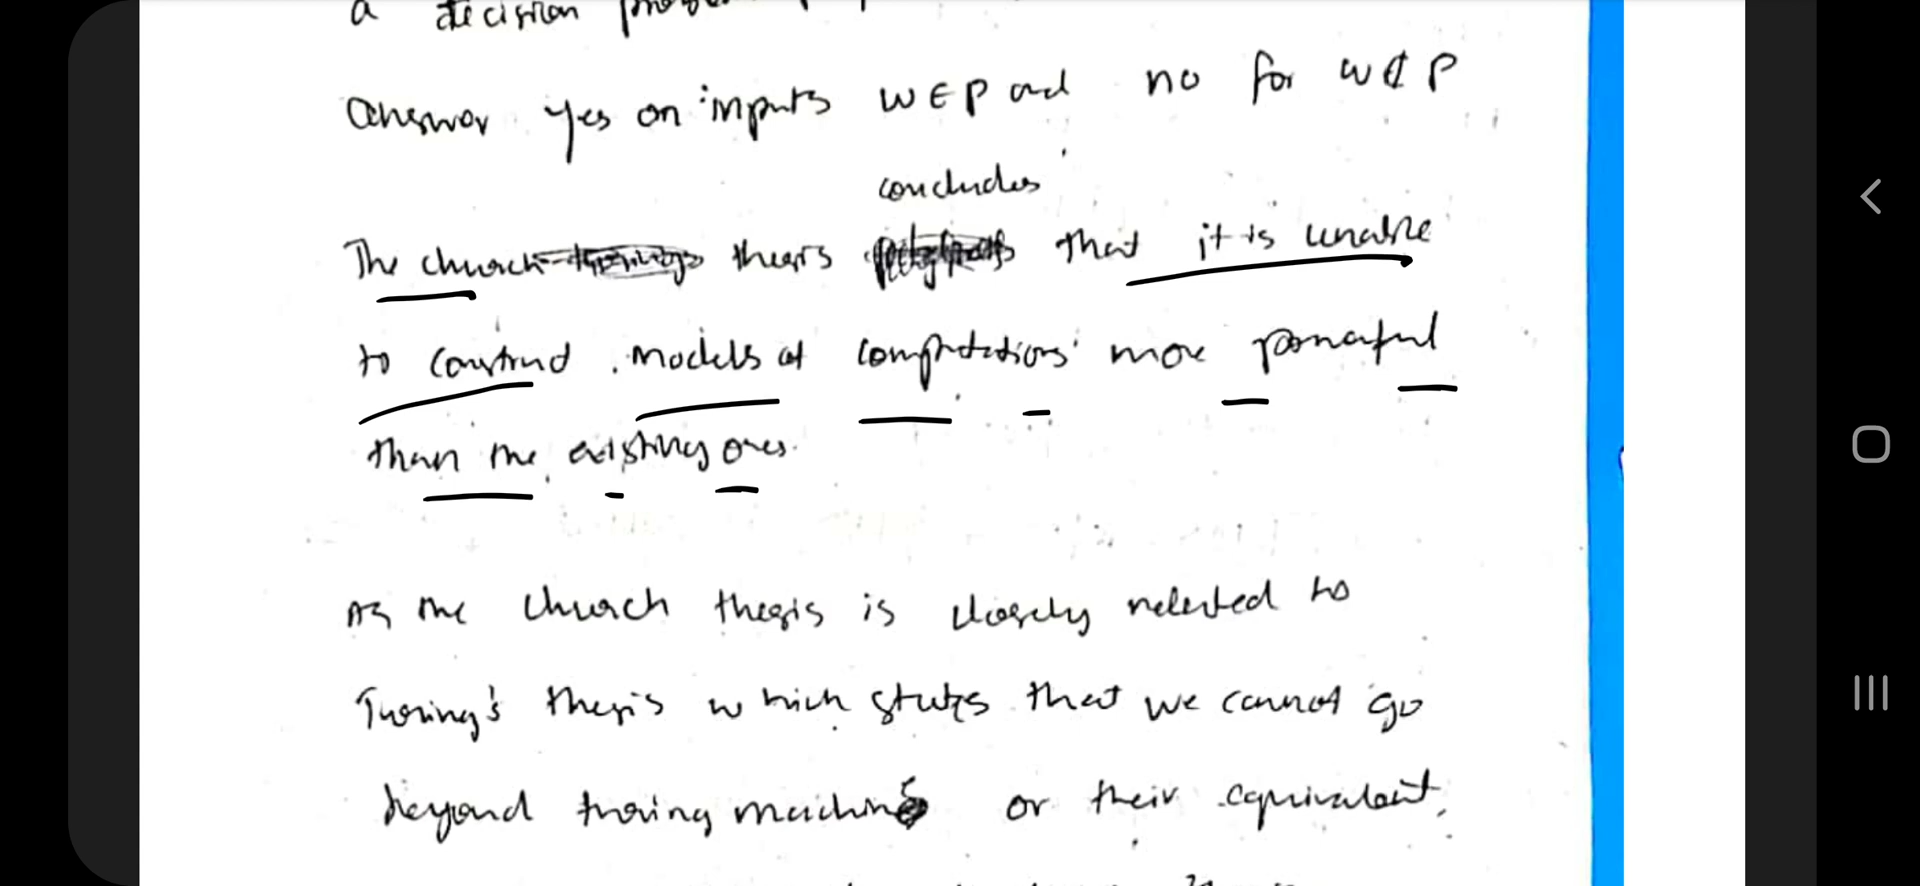 a decision
answer yes on inputs W ∈ P and no for W ∉ P
concludes
The church thesis that it is unable
to construct models of computations more powerful
than the existing ones.
As the church thesis is closely related to
Turing's thesis which states that we cannot go
beyond turing machines or their equivalent.